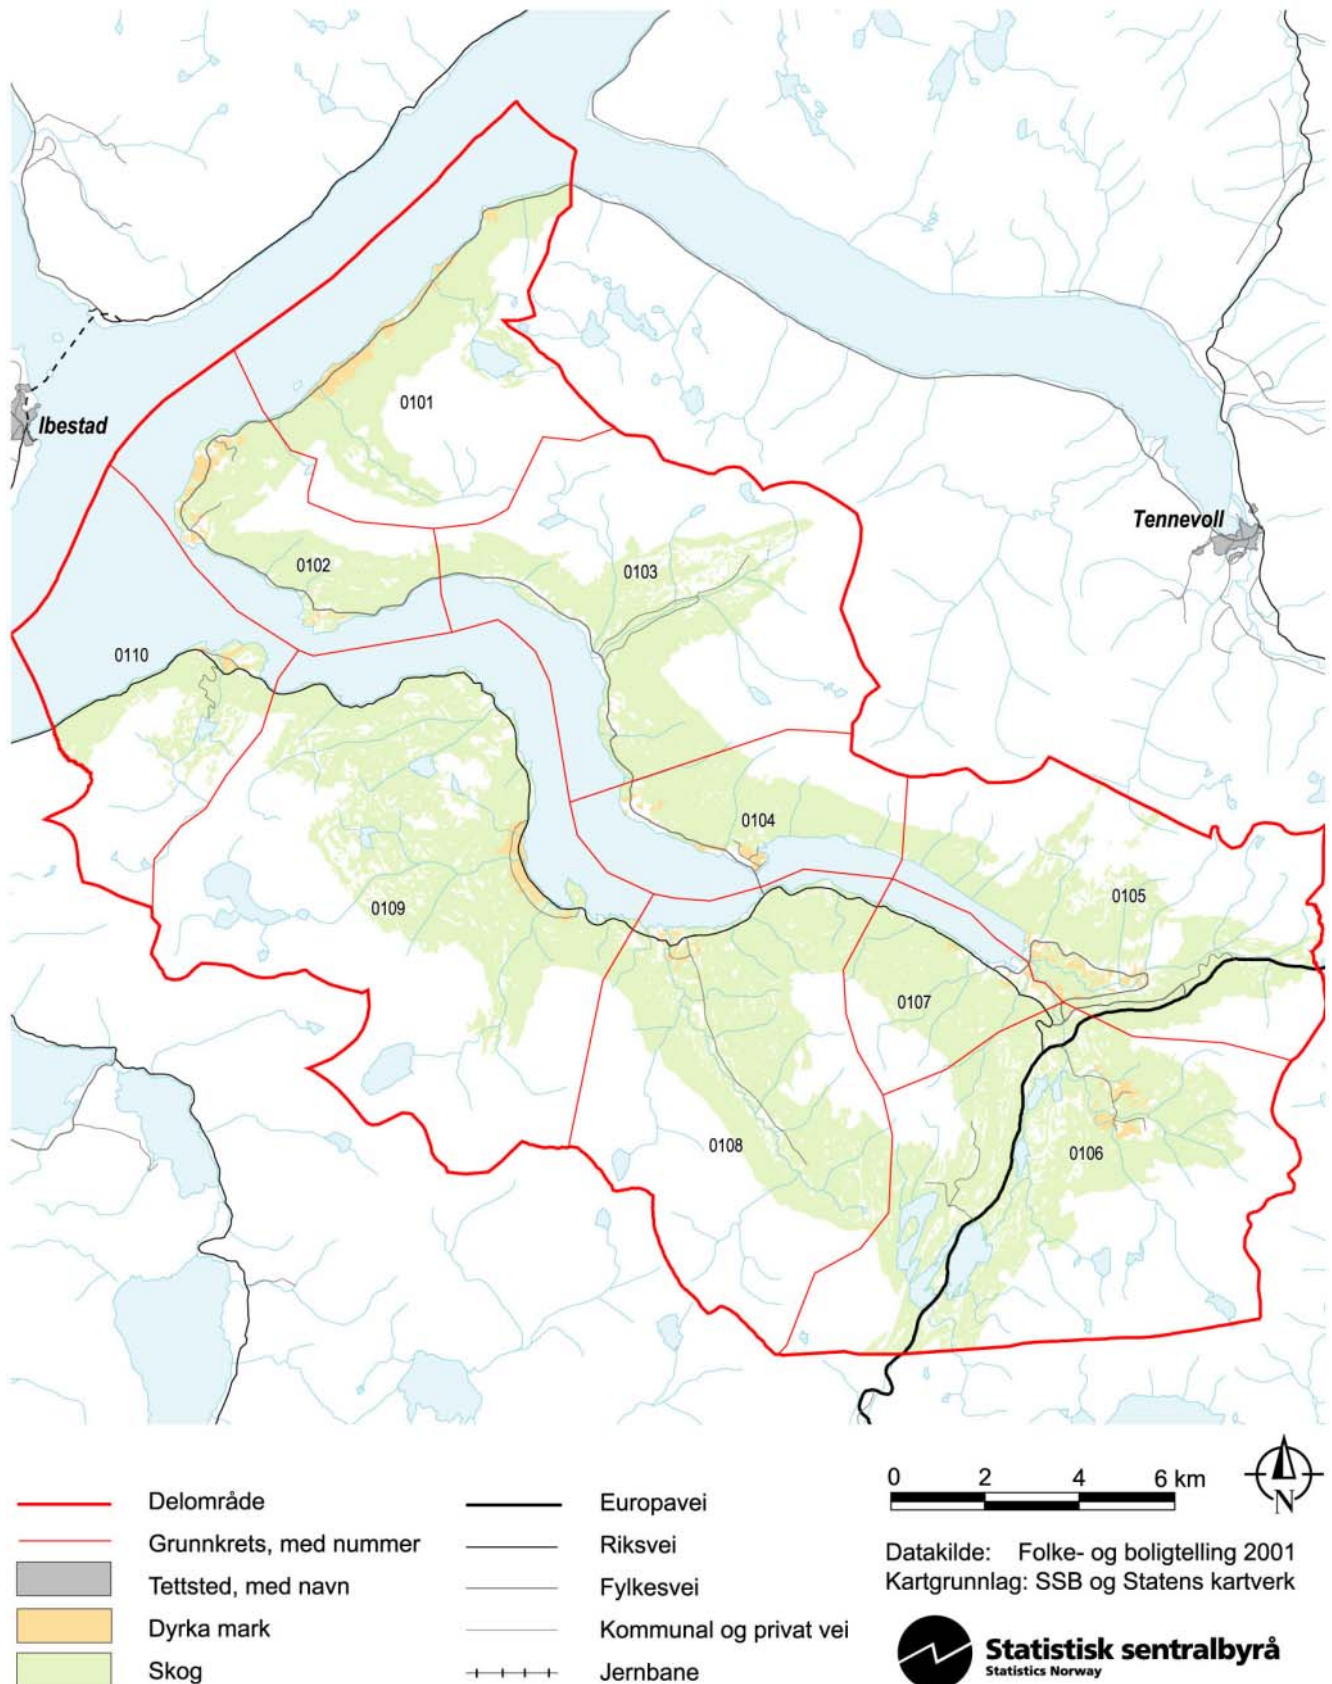 0101
Ibestad
Tennevoll
0102
0103
0110
0104
0105
0109
0107
0108
0106
Delområde
Grunnkrets, med nummer
Tettsted, med navn
Dyrka mark
Skog
Europavei
Riksvei
Fylkesvei
Kommunal og privat vei
Jernbane
0 2 4 6 km
N
Datakilde: Folke- og boligtelling 2001
Kartgrunnlag: SSB og Statens kartverk
Statistisk sentralbyrå
Statistics Norway